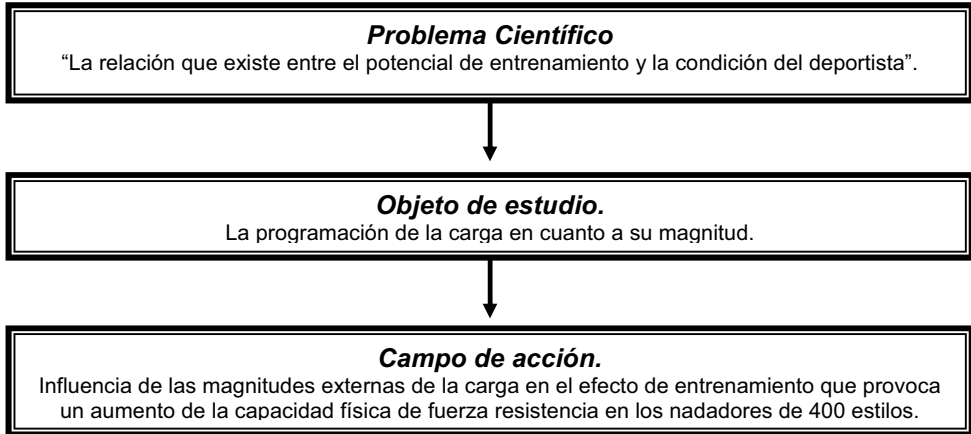 Problema Científico
“La relación que existe entre el potencial de entrenamiento y la condición del deportista”.
Objeto de estudio.
La programación de la carga en cuanto a su magnitud.
Campo de acción.
Influencia de las magnitudes externas de la carga en el efecto de entrenamiento que provoca
un aumento de la capacidad física de fuerza resistencia en los nadadores de 400 estilos.